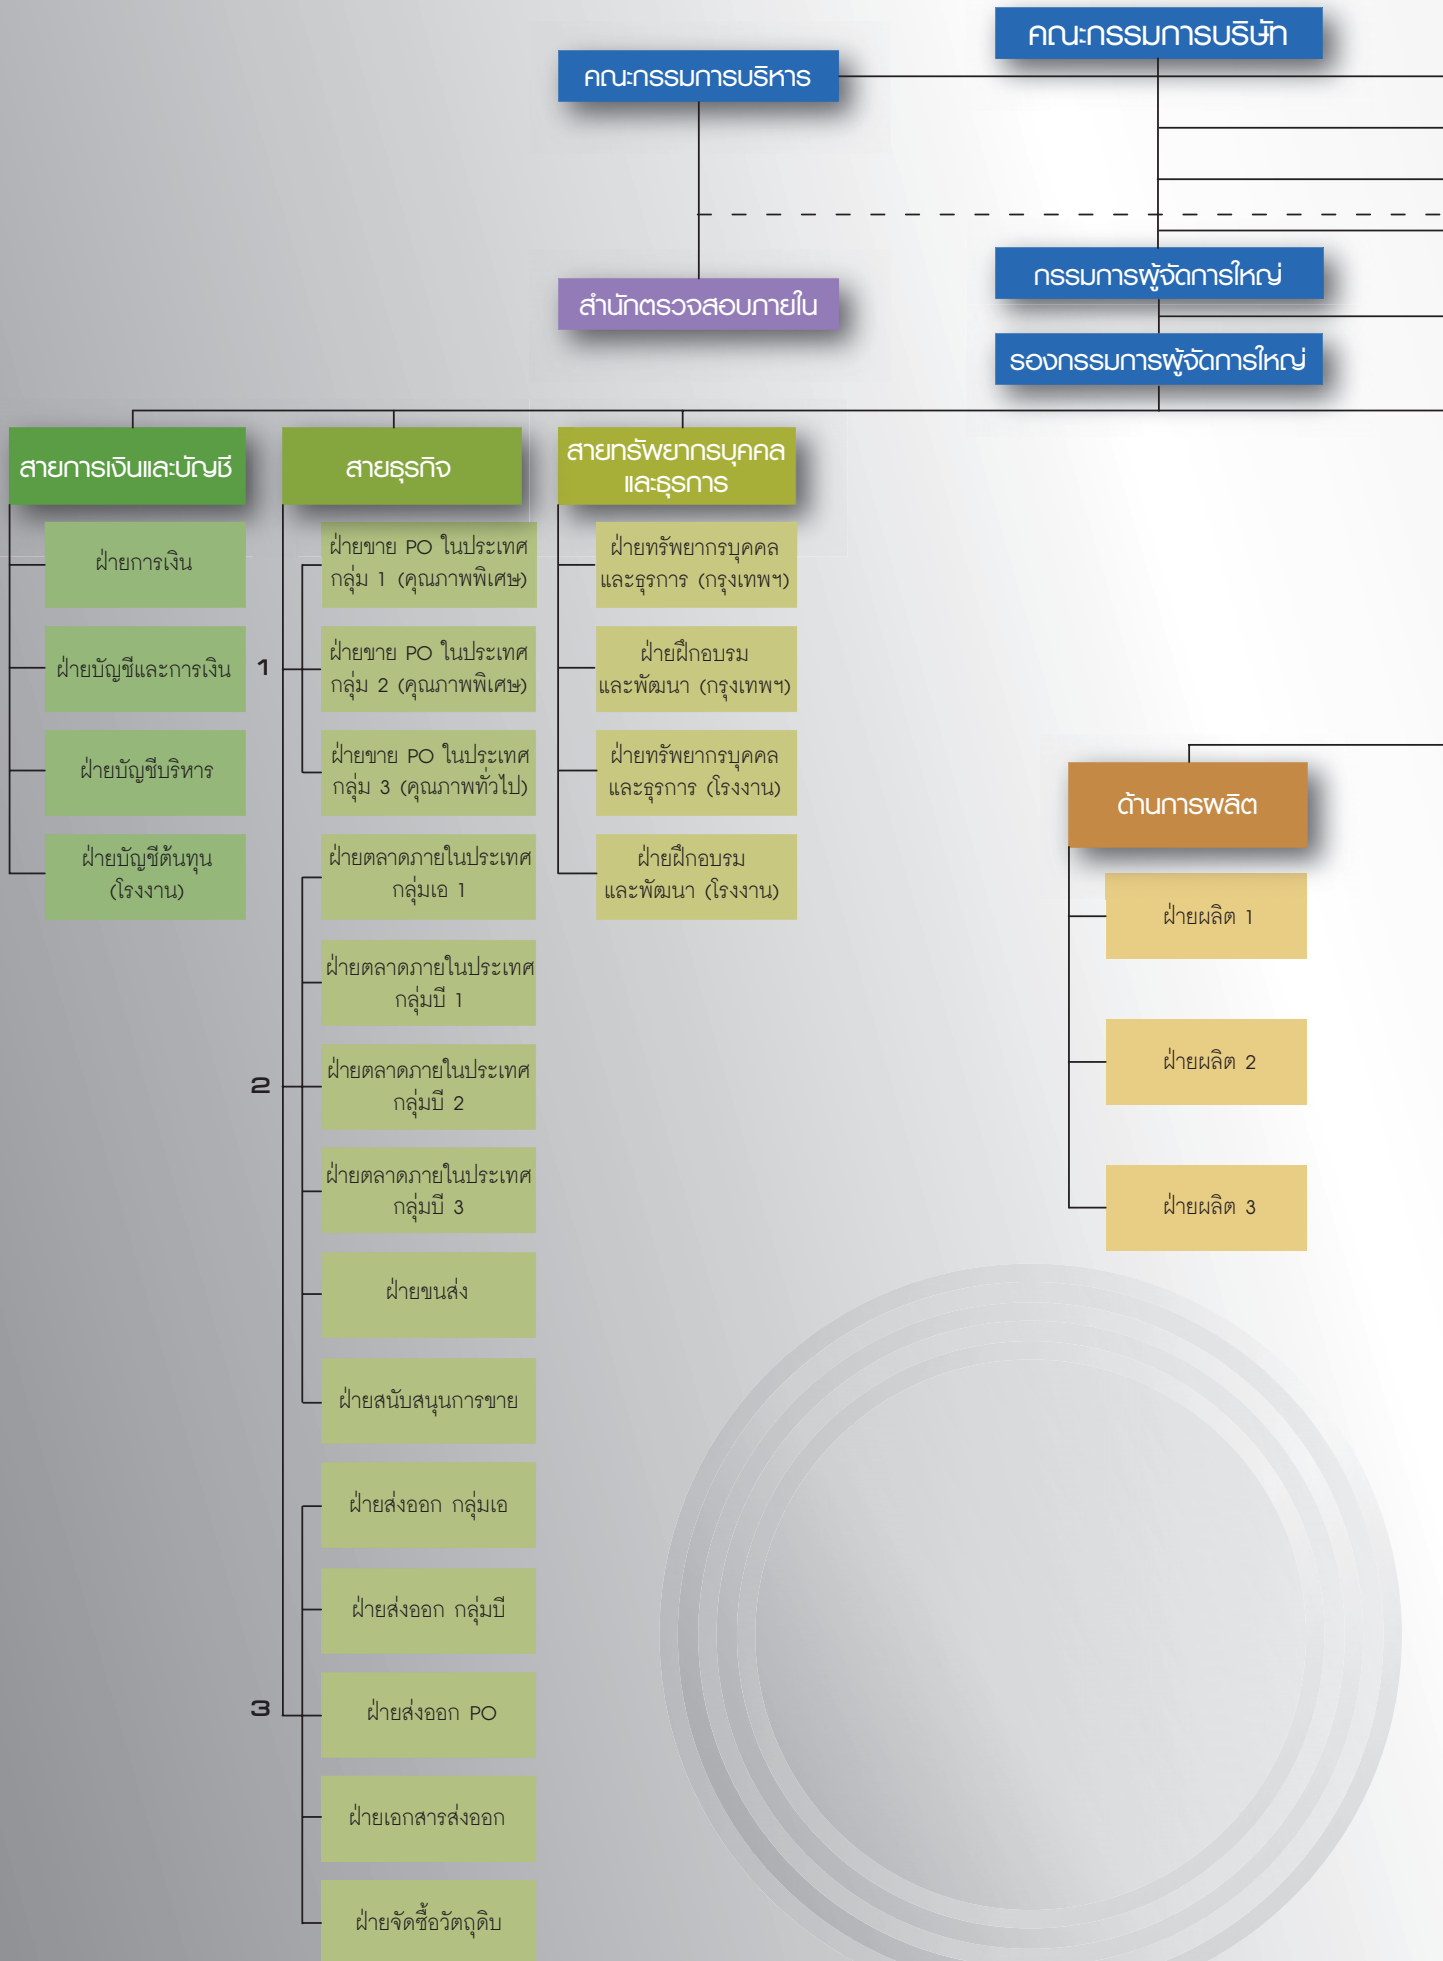 คณะกรรมการบริษัท
คณะกรรมการบริหาร
กรรมการผู้จัดการใหญ่
สำนักตรวจสอบภายใน
รองกรรมการผู้จัดการใหญ่
สายการเงินและบัญชี
ฝ่ายการเงิน
ฝ่ายบัญชีและการเงิน
ฝ่ายบัญชีบริหาร
ฝ่ายบัญชีต้นทุน
(โรงงาน)
สายธุรกิจ
1
ฝ่ายขาย PO ในประเทศ
กลุ่ม 1 (คุณภาพพิเศษ)
ฝ่ายขาย PO ในประเทศ
กลุ่ม 2 (คุณภาพพิเศษ)
ฝ่ายขาย PO ในประเทศ
กลุ่ม 3 (คุณภาพทั่วไป)
2
ฝ่ายตลาดภายในประเทศ
กลุ่มเอ 1
ฝ่ายตลาดภายในประเทศ
กลุ่มบี 1
ฝ่ายตลาดภายในประเทศ
กลุ่มบี 2
ฝ่ายตลาดภายในประเทศ
กลุ่มบี 3
ฝ่ายขนส่ง
ฝ่ายสนับสนุนการขาย
3
ฝ่ายส่งออก กลุ่มเอ
ฝ่ายส่งออก กลุ่มบี
ฝ่ายส่งออก PO
ฝ่ายเอกสารส่งออก
ฝ่ายจัดซื้อวัตถุดิบ
สายทรัพยากรบุคคล
และธุรการ
ฝ่ายทรัพยากรบุคคล
และธุรการ (กรุงเทพฯ)
ฝ่ายฝึกอบรม
และพัฒนา (กรุงเทพฯ)
ฝ่ายทรัพยากรบุคคล
และธุรการ (โรงงาน)
ฝ่ายฝึกอบรม
และพัฒนา (โรงงาน)
ด้านการผลิต
ฝ่ายผลิต 1
ฝ่ายผลิต 2
ฝ่ายผลิต 3